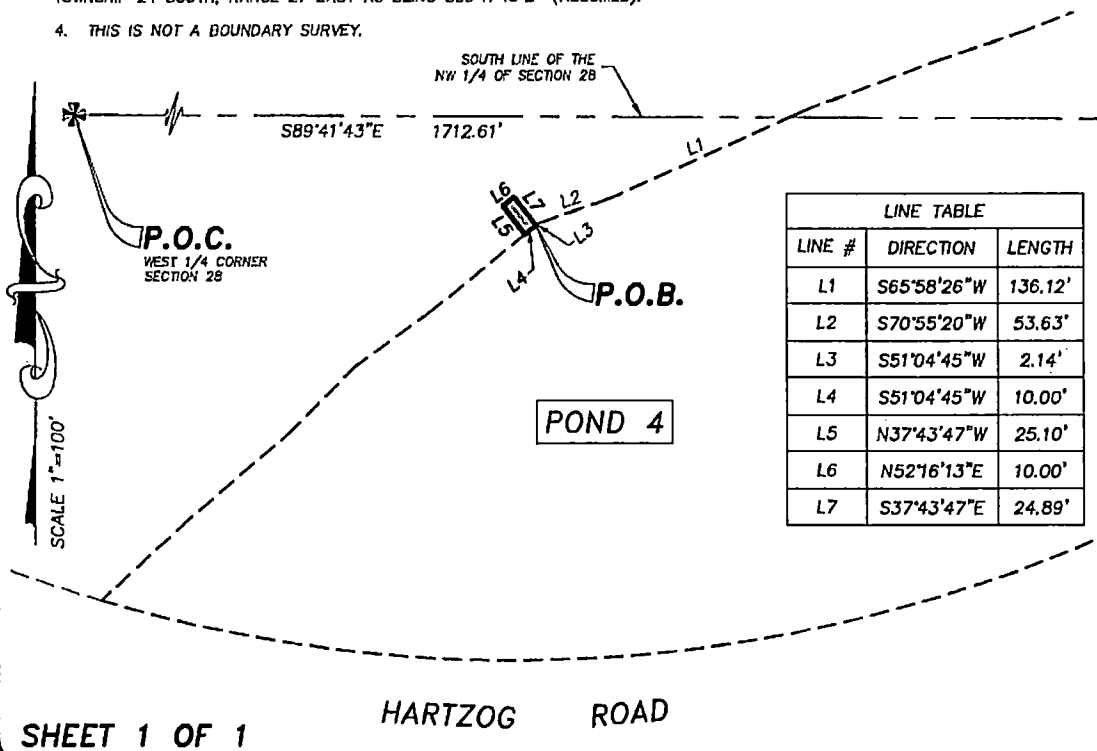 4. THIS IS NOT A BOUNDARY SURVEY.
SOUTH LINE OF THE
NW 1/4 OF SECTION 28
S89°41'43"E 1712.61'
L1
L6
L7
L2
L5
L3
L4
P.O.C.
WEST 1/4 CORNER
SECTION 28
P.O.B.
SCALE 1"=100'
POND 4
LINE TABLE
LINE # DIRECTION LENGTH
L1 S65°58'26"W 136.12'
L2 S70°55'20"W 53.63'
L3 S51°04'45"W 2.14'
L4 S51°04'45"W 10.00'
L5 N37°43'47"W 25.10'
L6 N52°16'13"E 10.00'
L7 S37°43'47"E 24.89'
HARTZOG ROAD
SHEET 1 OF 1